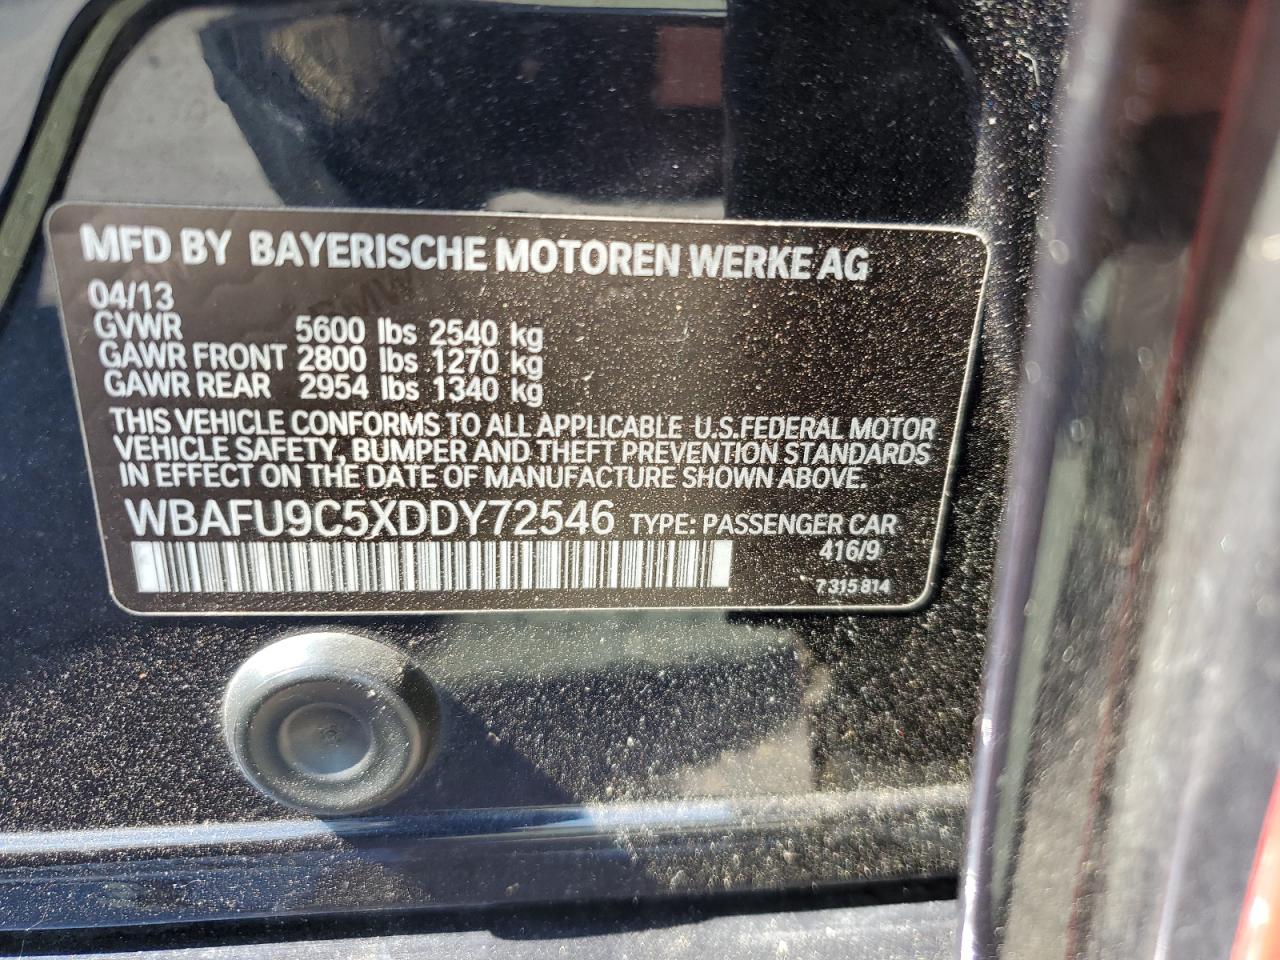 MFD BY BAYERISCHE MOTOREN WERKE AG
04/13
GVWR 5600 lbs 2540 kg
GAWR FRONT 2800 lbs 1270 kg
GAWR REAR 2954 lbs 1340 kg
THIS VEHICLE CONFORMS TO ALL APPLICABLE U.S.FEDERAL MOTOR
VEHICLE SAFETY, BUMPER AND THEFT PREVENTION STANDARDS
IN EFFECT ON THE DATE OF MANUFACTURE SHOWN ABOVE.
WBAFU9C5XDDY72546 TYPE: PASSENGER CAR
416/9
7 315 814